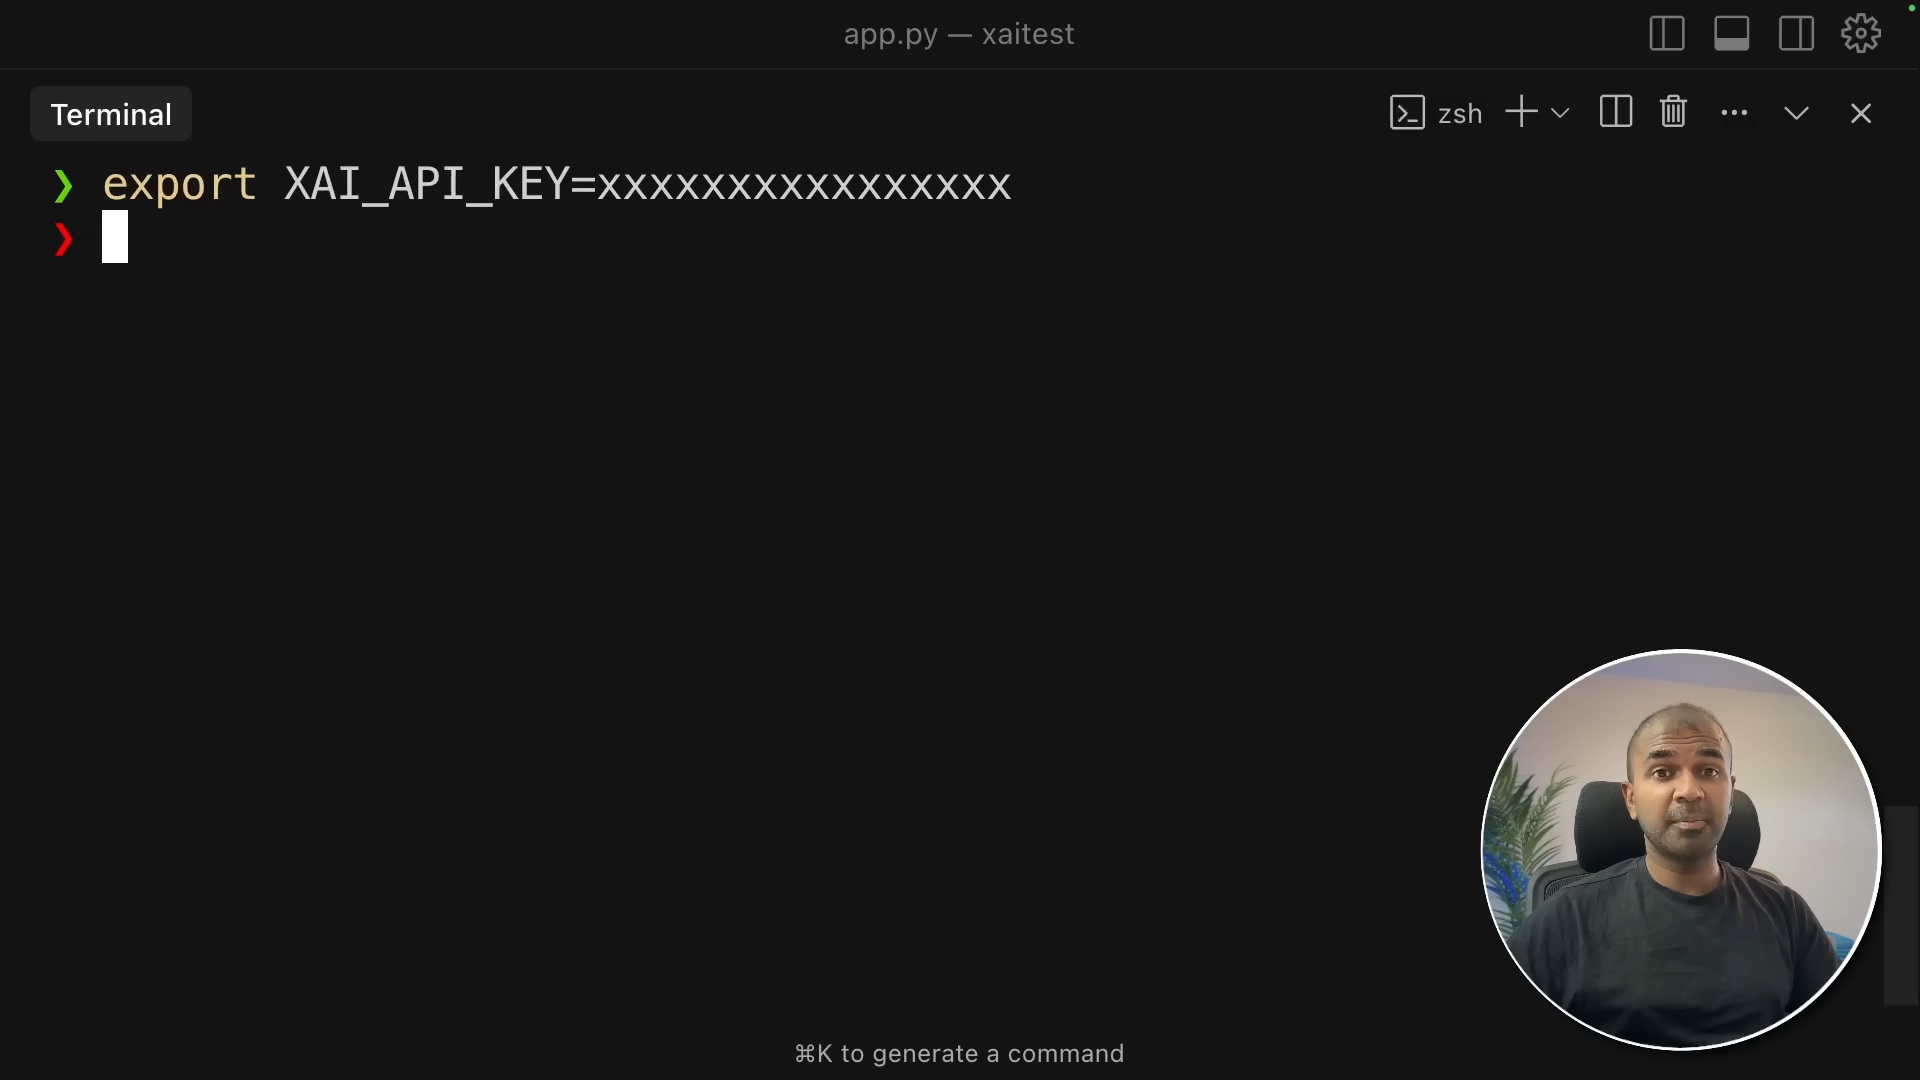 app.py — xaitest
Terminal
zsh
❯ export XAI_API_KEY=xxxxxxxxxxxxxxxx
❯
⌘K to generate a command